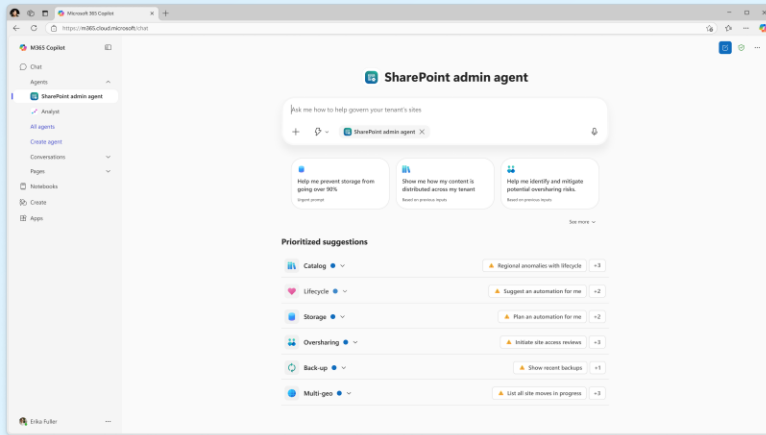 Microsoft 365 Copilot
https://m365.cloud.microsoft/chat
M365 Copilot
Chat
Agents
SharePoint admin agent
Analyst
All agents
Create agent
Conversations
Pages
Notebooks
Create
Apps
Erika Fuller
SharePoint admin agent
Ask me how to help govern your tenant's sites
SharePoint admin agent
Help me prevent storage from
going over 90%
Urgent prompt
Show me how my content is
distributed across my tenant
Based on previous inputs
Help me identify and mitigate
potential oversharing risks.
Based on previous inputs
See more
Prioritized suggestions
Catalog
Regional anomalies with lifecycle
+3
Lifecycle
Suggest an automation for me
+2
Storage
Plan an automation for me
+2
Oversharing
Initiate site access reviews
+3
Back-up
Show recent backups
+1
Multi-geo
List all site moves in progress
+3